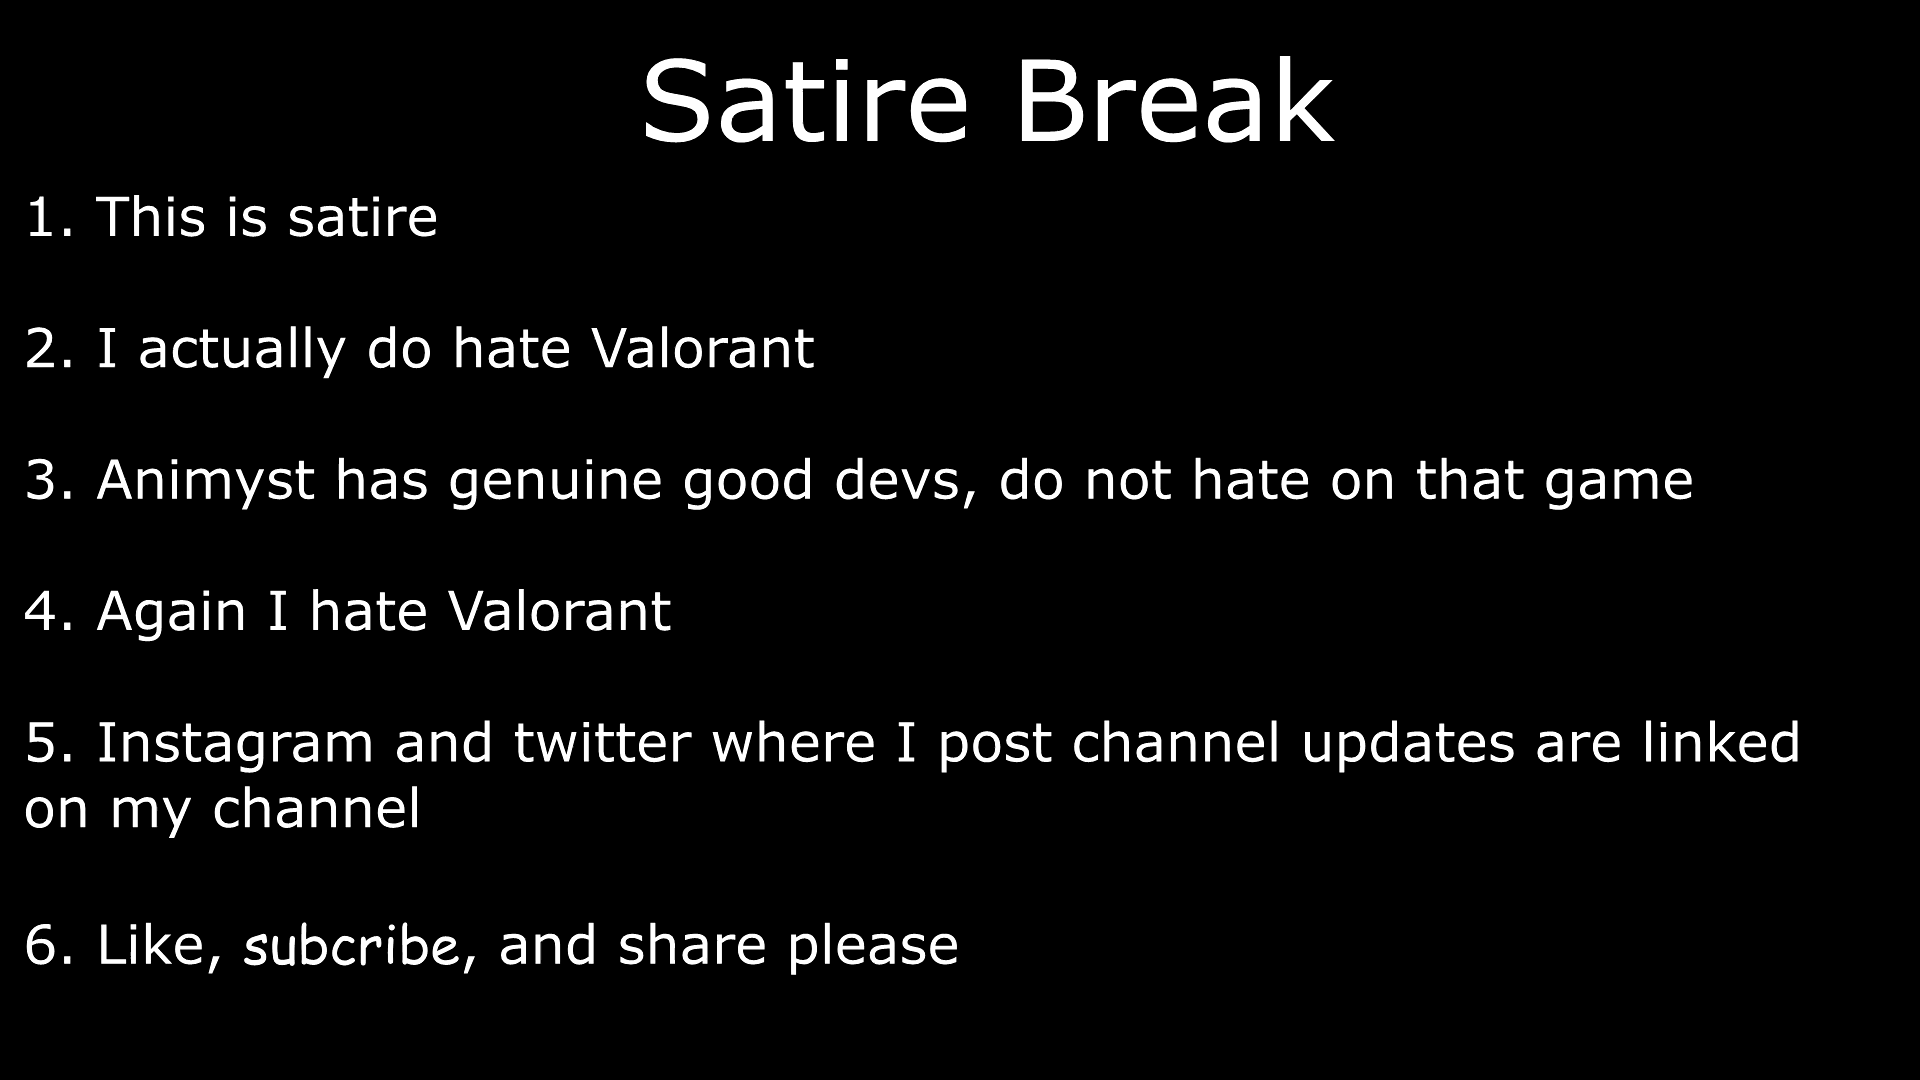 Satire Break
1. This is satire
2. I actually do hate Valorant
3. Animyst has genuine good devs, do not hate on that game
4. Again I hate Valorant
5. Instagram and twitter where I post channel updates are linked
on my channel
6. Like, subcribe, and share please